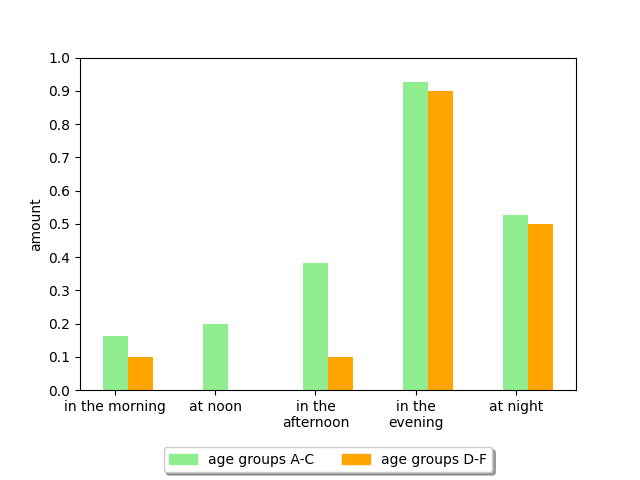 1.0
0.9
0.8
0.7
0.6
0.5
0.4
0.3
0.2
0.1
0.0
amount
in the morning
at noon
in the
afternoon
in the
evening
at night
age groups A-C
age groups D-F